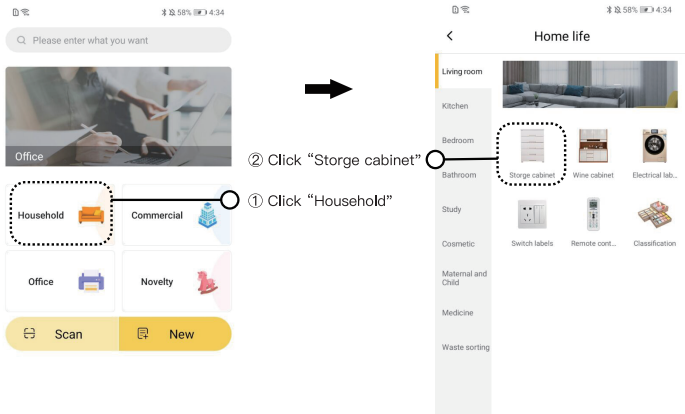 58% 4:34
Please enter what you want
Office
Household
Commercial
Office
Novelty
Scan
New
① Click “Household”
② Click “Storge cabinet”
58% 4:34
Home life
Living room
Kitchen
Bedroom
Bathroom
Study
Cosmetic
Maternal and
Child
Medicine
Waste sorting
Storge cabinet
Wine cabinet
Electrical lab...
Switch labels
Remote cont...
Classification